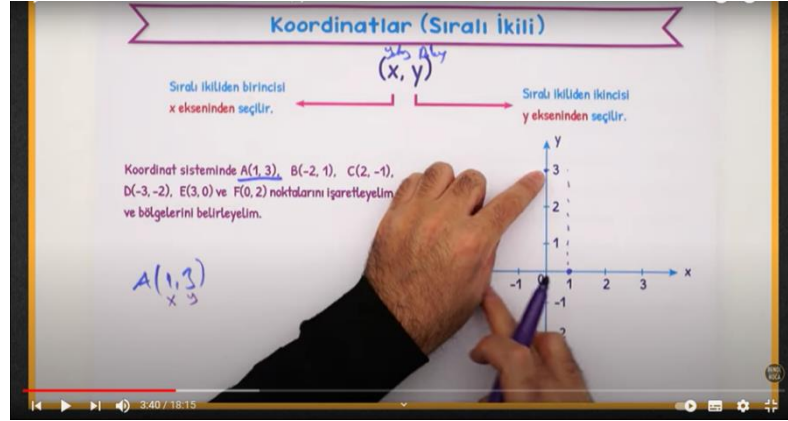 Koordinatlar (Sıralı İkili)
(x, y)
Sıralı ikiliden birincisi
x ekseninden seçilir.
Sıralı ikiliden ikincisi
y ekseninden seçilir.
Koordinat sisteminde A(1, 3), B(-2, 1), C(2, -1),
D(-3, -2), E(3, 0) ve F(0, 2) noktalarını işaretleyelim
ve bölgelerini belirleyelim.
A(1,3)
x y
y
3
2
1
-1 0 1 2 3 x
-1
3:40 / 18:15